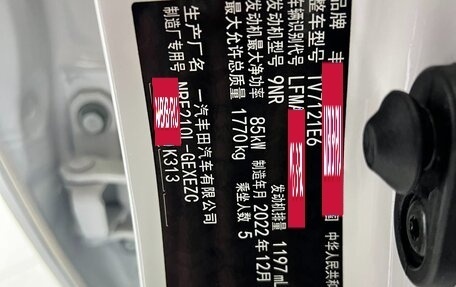 品牌 丰 国 中华人民共和
整车型号 TV7121E6
车辆识别代号 LFMA
发动机型号 9NR 发动机排量 1197mL
发动机最大净功率 85kW 制造年月 2022年12月
最大允许总质量 1770kg 乘坐人数 5
生产厂名 一汽丰田汽车有限公司
制造厂专用号 NRE210L-GEXEZC
K313